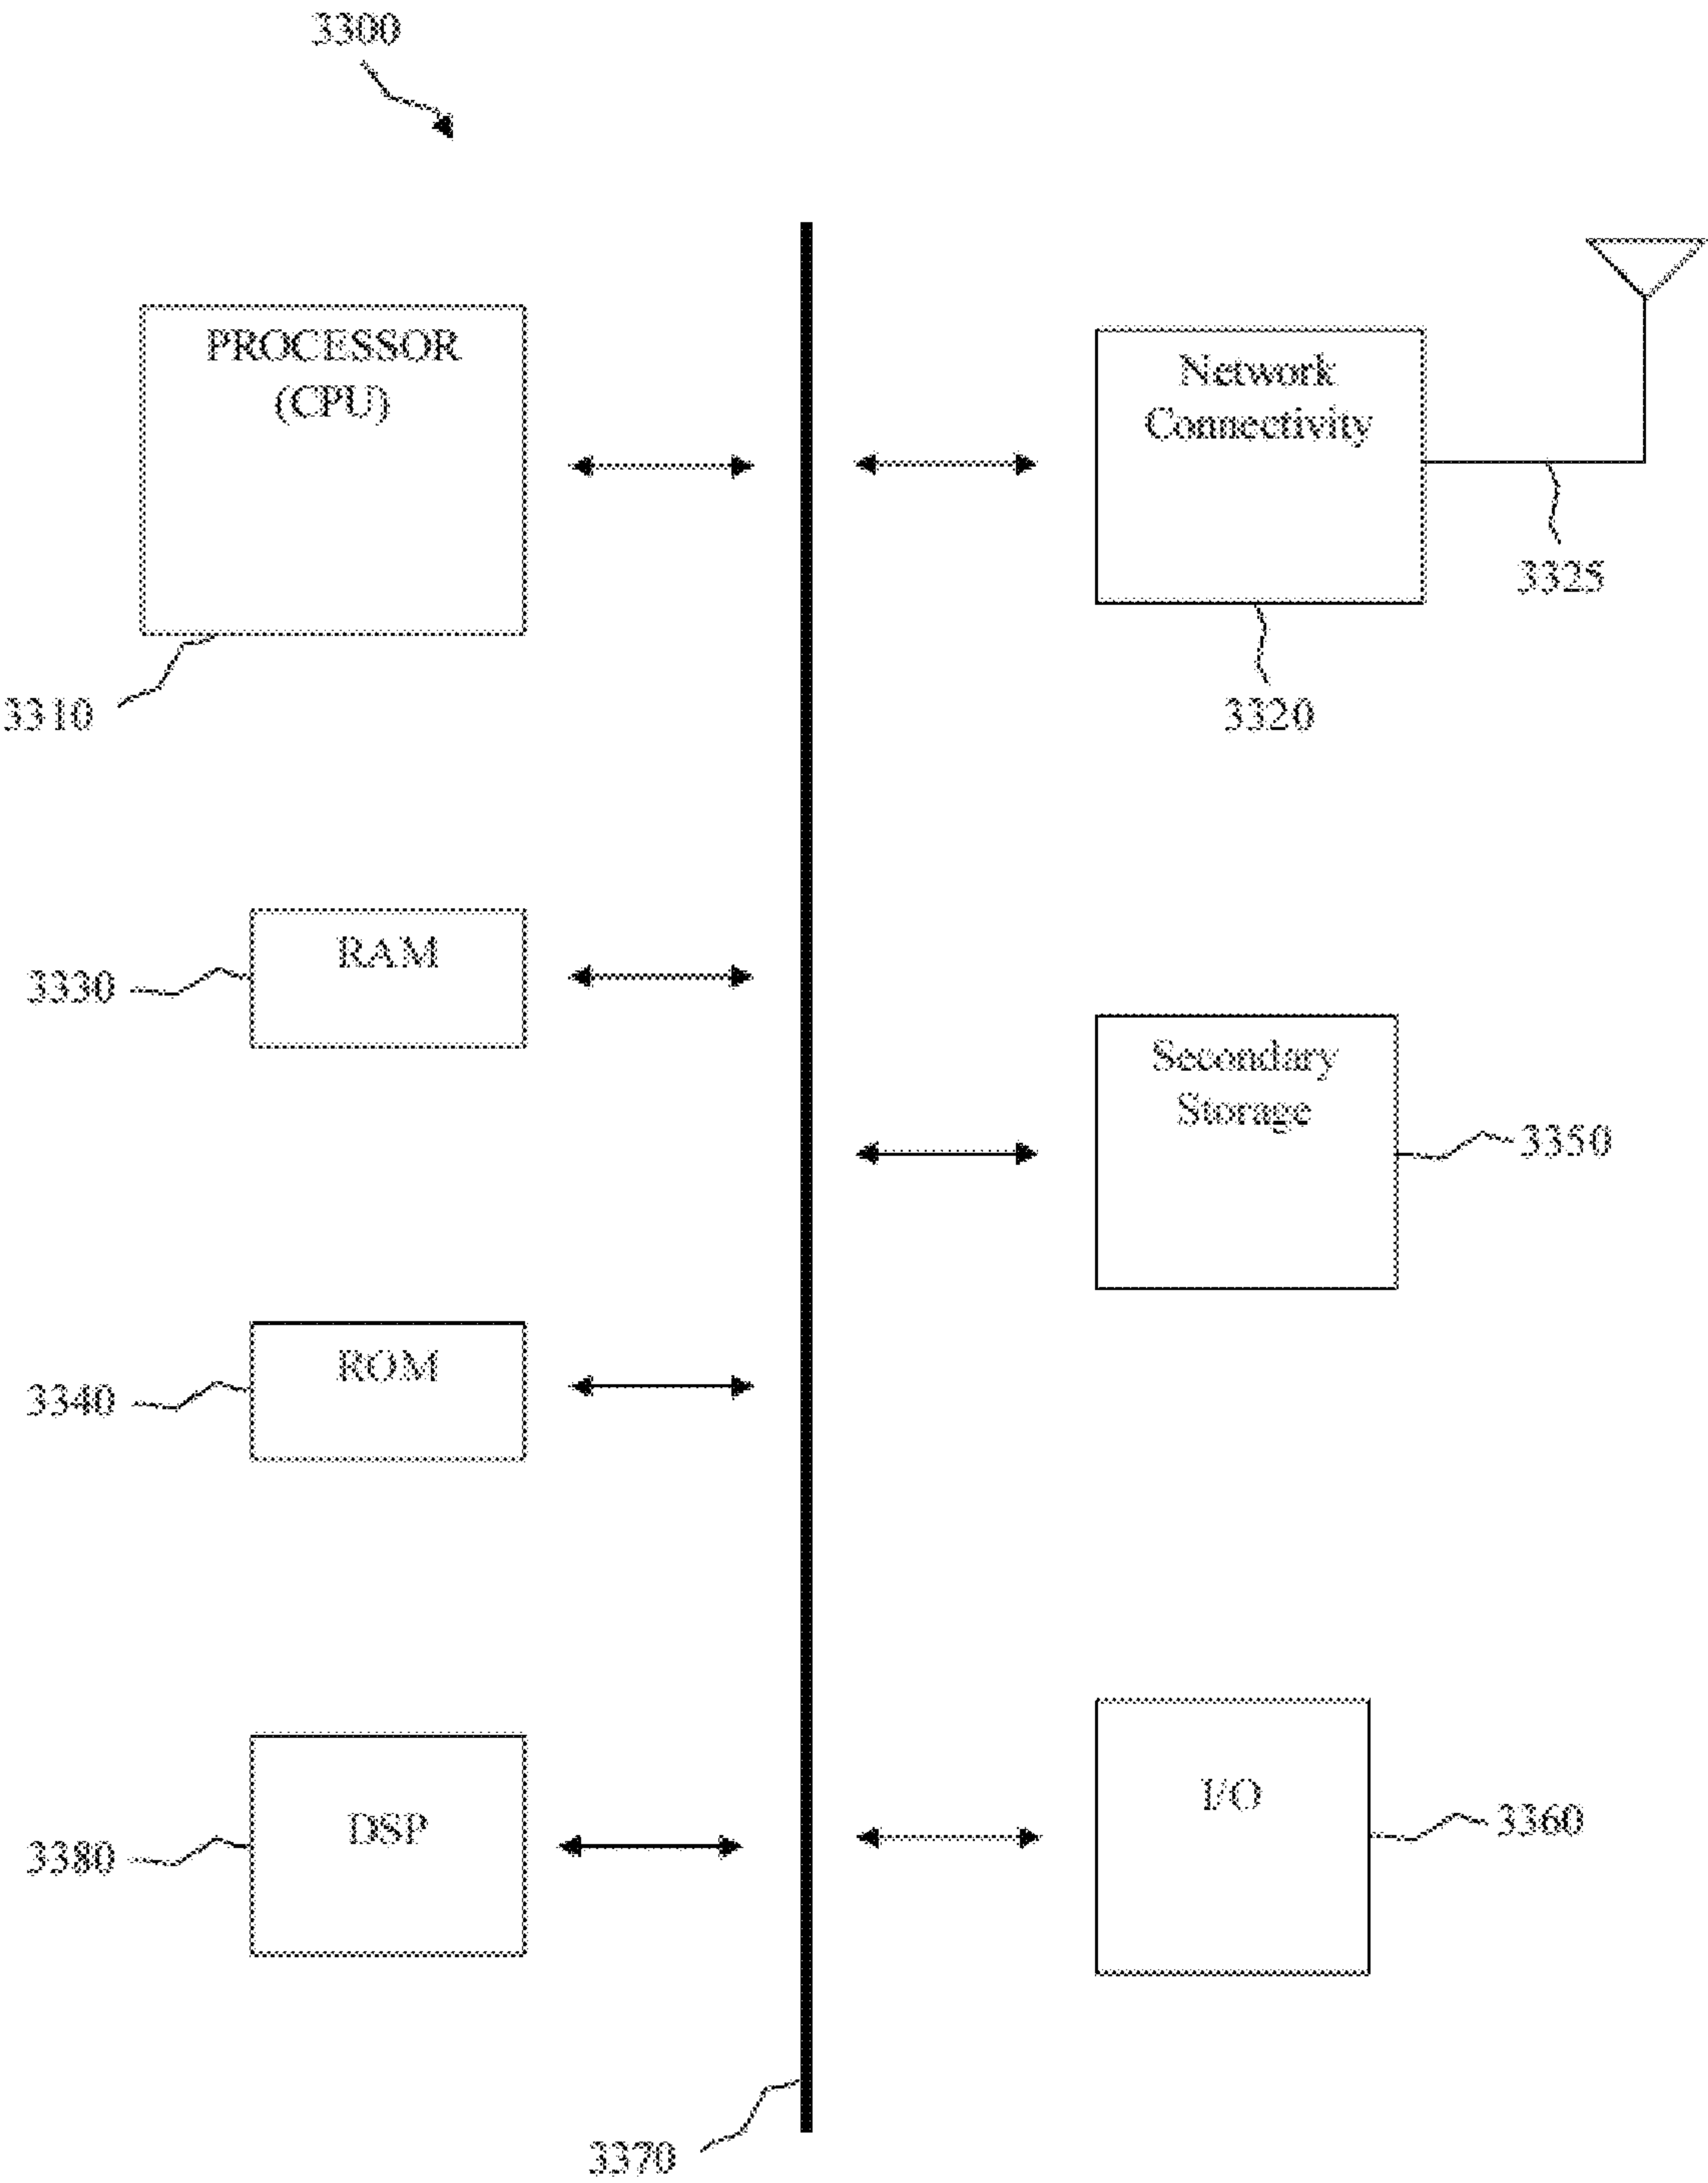 3300
PROCESSOR
(CPU)
Network
Connectivity
3325
3310
3320
RAM
3330
Secondary
Storage
3350
ROM
3340
I/O
DSP
3360
3380
3370